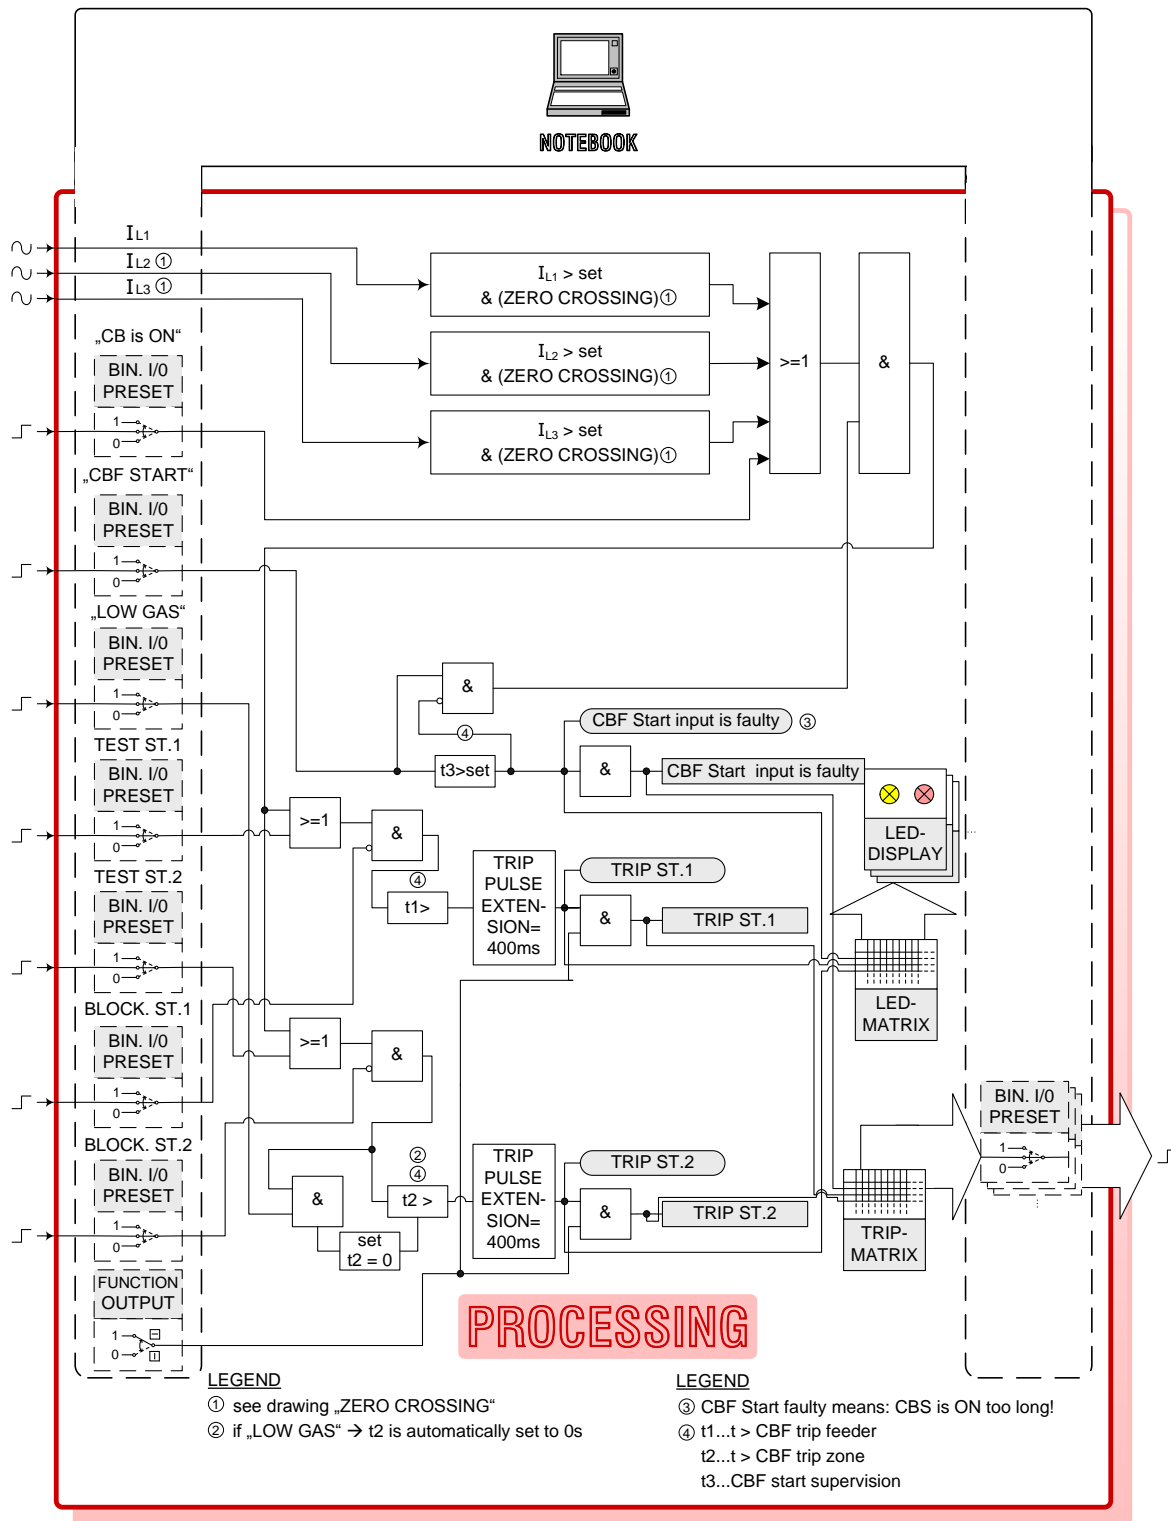 NOTEBOOK
IL1
IL2 ①
IL3 ①
IL1 > set
& (ZERO CROSSING)①
IL2 > set
& (ZERO CROSSING)①
IL3 > set
& (ZERO CROSSING)①
>=1
&
„CB is ON“
BIN. I/0
PRESET
1
0
„CBF START“
BIN. I/0
PRESET
1
0
„LOW GAS“
BIN. I/0
PRESET
1
0
&
④
t3>set
CBF Start input is faulty ③
&
CBF Start input is faulty
LED-
DISPLAY
TEST ST.1
BIN. I/0
PRESET
1
0
>=1
&
④
t1>
TRIP
PULSE
EXTEN-
SION=
400ms
TRIP ST.1
&
TRIP ST.1
LED-
MATRIX
TEST ST.2
BIN. I/0
PRESET
1
0
BLOCK. ST.1
BIN. I/0
PRESET
1
0
>=1
&
BLOCK. ST.2
BIN. I/0
PRESET
1
0
&
②
④
t2 >
set
t2 = 0
TRIP
PULSE
EXTEN-
SION=
400ms
TRIP ST.2
&
TRIP ST.2
TRIP-
MATRIX
BIN. I/0
PRESET
1
0
FUNCTION
OUTPUT
1
0
PROCESSING
LEGEND
① see drawing „ZERO CROSSING“
② if „LOW GAS“ → t2 is automatically set to 0s
LEGEND
③ CBF Start faulty means: CBS is ON too long!
④ t1...t > CBF trip feeder
t2...t > CBF trip zone
t3...CBF start supervision